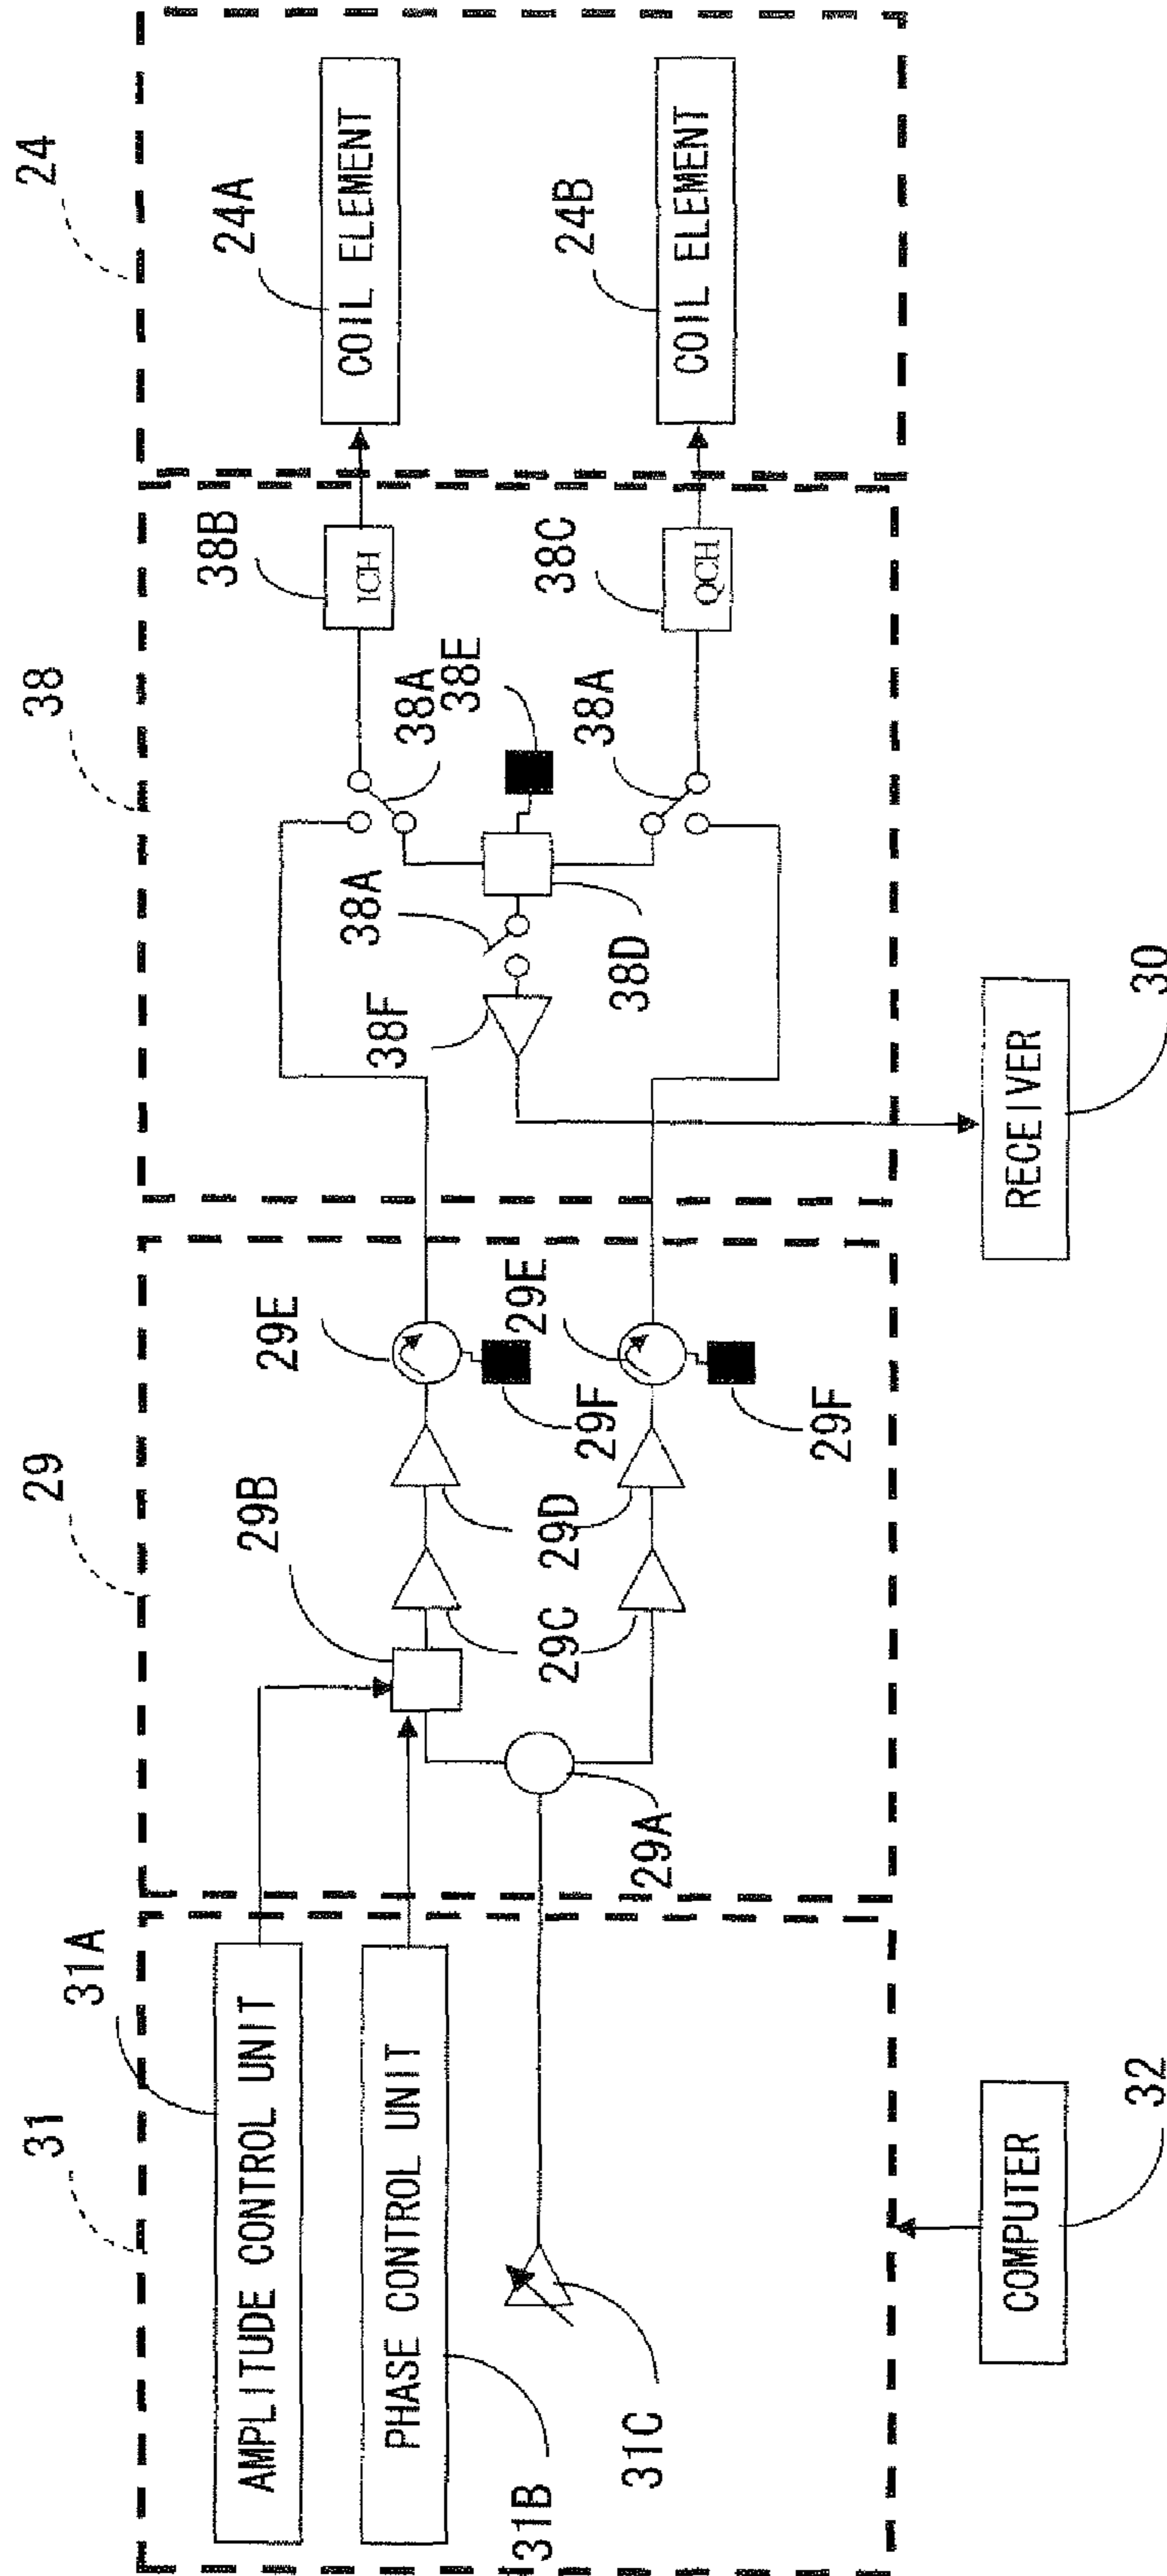 31
29
38
24
31A
29B
29E
38B
24A
AMPLITUDE CONTROL UNIT
ICH
COIL ELEMENT
PHASE CONTROL UNIT
38A
38A
38E
38F
29F
29C
29D
29E
38D
38A
38C
24B
QCH
COIL ELEMENT
31B
31C
29A
29F
COMPUTER
32
RECEIVER
30